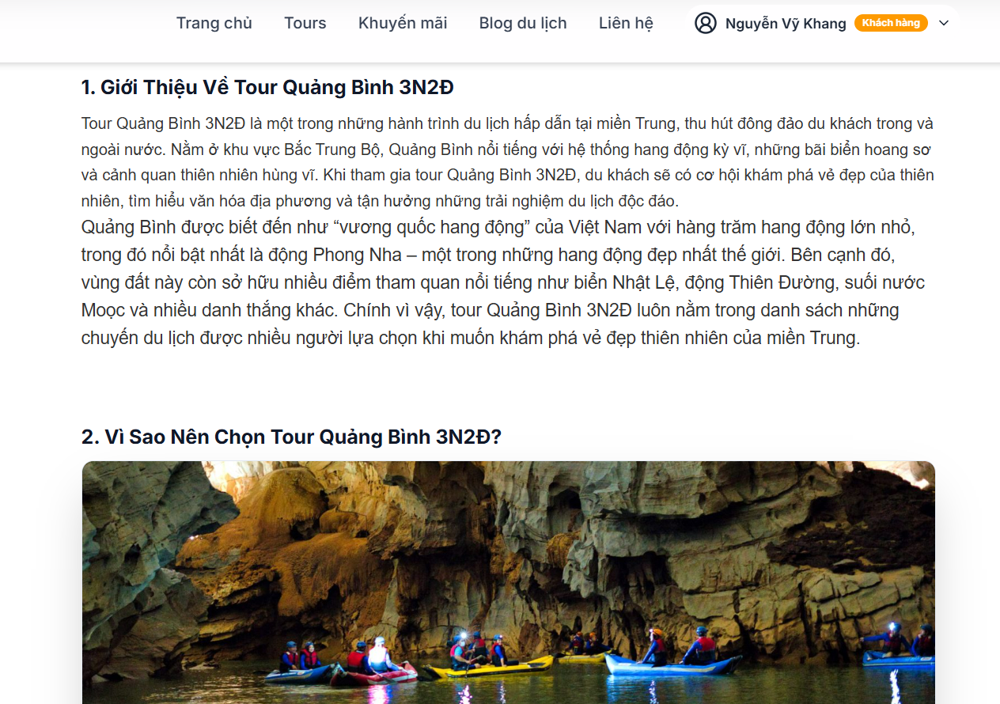 Trang chủ Tours Khuyến mãi Blog du lịch Liên hệ Nguyễn Vỹ Khang Khách hàng
1. Giới Thiệu Về Tour Quảng Bình 3N2Đ
Tour Quảng Bình 3N2Đ là một trong những hành trình du lịch hấp dẫn tại miền Trung, thu hút đông đảo du khách trong và
ngoài nước. Nằm ở khu vực Bắc Trung Bộ, Quảng Bình nổi tiếng với hệ thống hang động kỳ vĩ, những bãi biển hoang sơ
và cảnh quan thiên nhiên hùng vĩ. Khi tham gia tour Quảng Bình 3N2Đ, du khách sẽ có cơ hội khám phá vẻ đẹp của thiên
nhiên, tìm hiểu văn hóa địa phương và tận hưởng những trải nghiệm du lịch độc đáo.
Quảng Bình được biết đến như “vương quốc hang động” của Việt Nam với hàng trăm hang động lớn nhỏ,
trong đó nổi bật nhất là động Phong Nha – một trong những hang động đẹp nhất thế giới. Bên cạnh đó,
vùng đất này còn sở hữu nhiều điểm tham quan nổi tiếng như biển Nhật Lệ, động Thiên Đường, suối nước
Moọc và nhiều danh thắng khác. Chính vì vậy, tour Quảng Bình 3N2Đ luôn nằm trong danh sách những
chuyến du lịch được nhiều người lựa chọn khi muốn khám phá vẻ đẹp thiên nhiên của miền Trung.
2. Vì Sao Nên Chọn Tour Quảng Bình 3N2Đ?